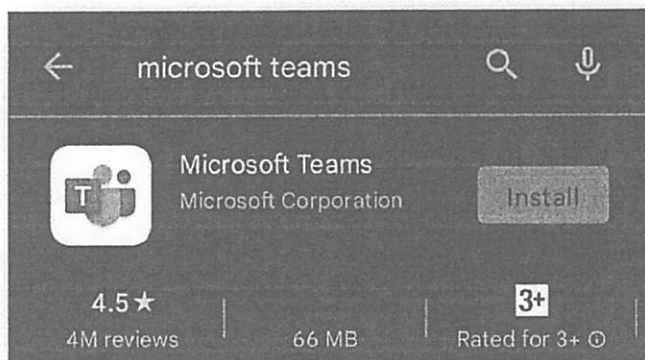 microsoft teams
T
Microsoft Teams
Microsoft Corporation
Install
4.5★
4M reviews
66 MB
3+
Rated for 3+